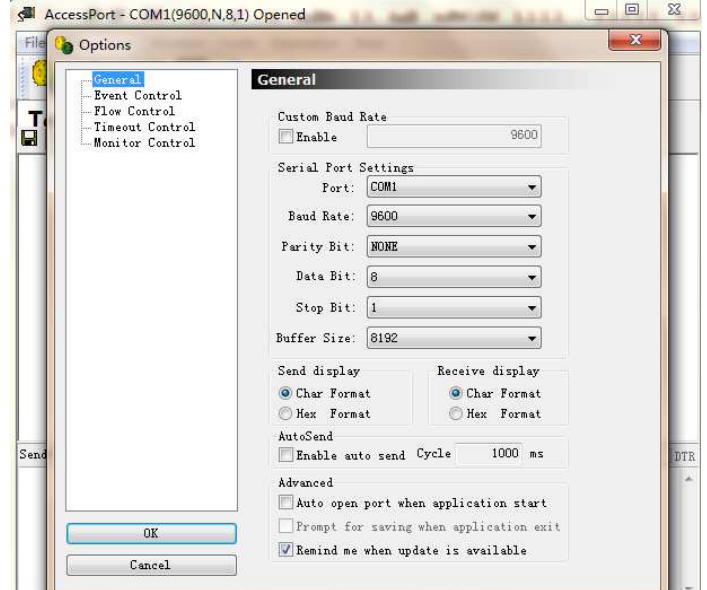 AccessPort - COM1(9600,N,8,1) Opened
File
Options
General
Event Control
Flow Control
Timeout Control
Monitor Control
General
Custom Baud Rate
Enable 9600
Serial Port Settings
Port: COM1
Baud Rate: 9600
Parity Bit: NONE
Data Bit: 8
Stop Bit: 1
Buffer Size: 8192
Send display Receive display
Char Format Char Format
Hex Format Hex Format
AutoSend
Enable auto send Cycle 1000 ms
Send DTR
Advanced
Auto open port when application start
Prompt for saving when application exit
Remind me when update is available
OK
Cancel